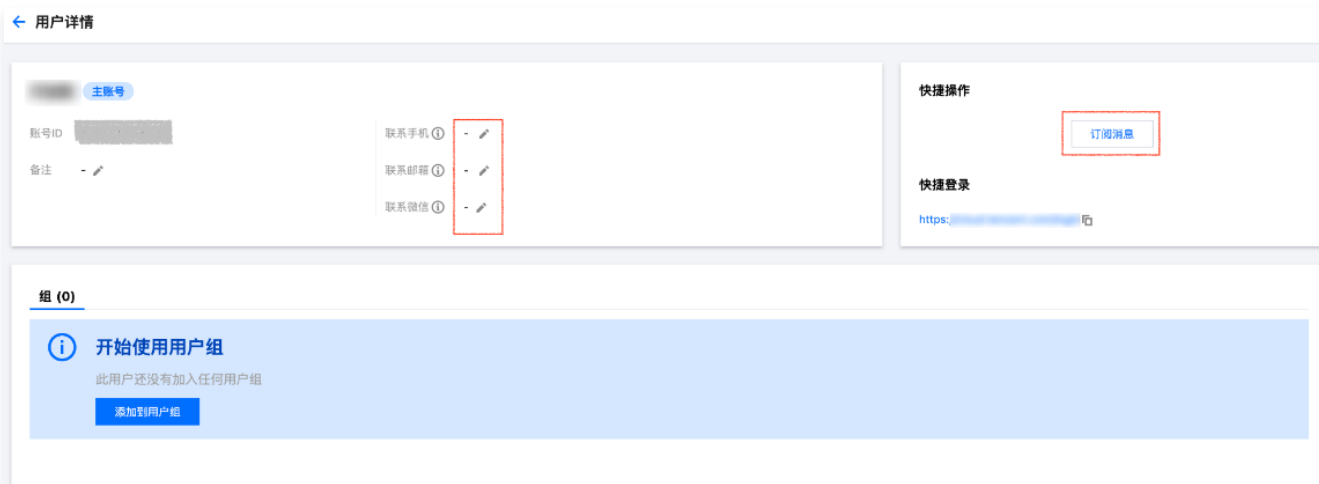 用户详情
主账号
账号ID
备注 -
联系手机 -
联系邮箱 -
联系微信 -
快捷操作
订阅消息
快捷登录
https:
组 (0)
开始使用用户组
此用户还没有加入任何用户组
添加到用户组